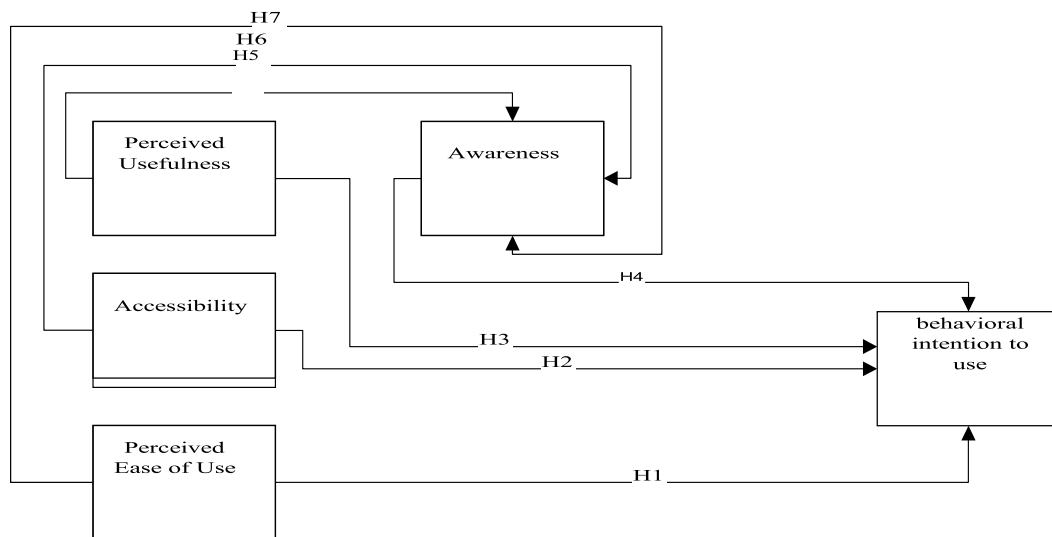 H7
H6
H5
Perceived
Usefulness
Awareness
H4
Accessibility
behavioral
intention to
use
H3
H2
Perceived
Ease of Use
H1